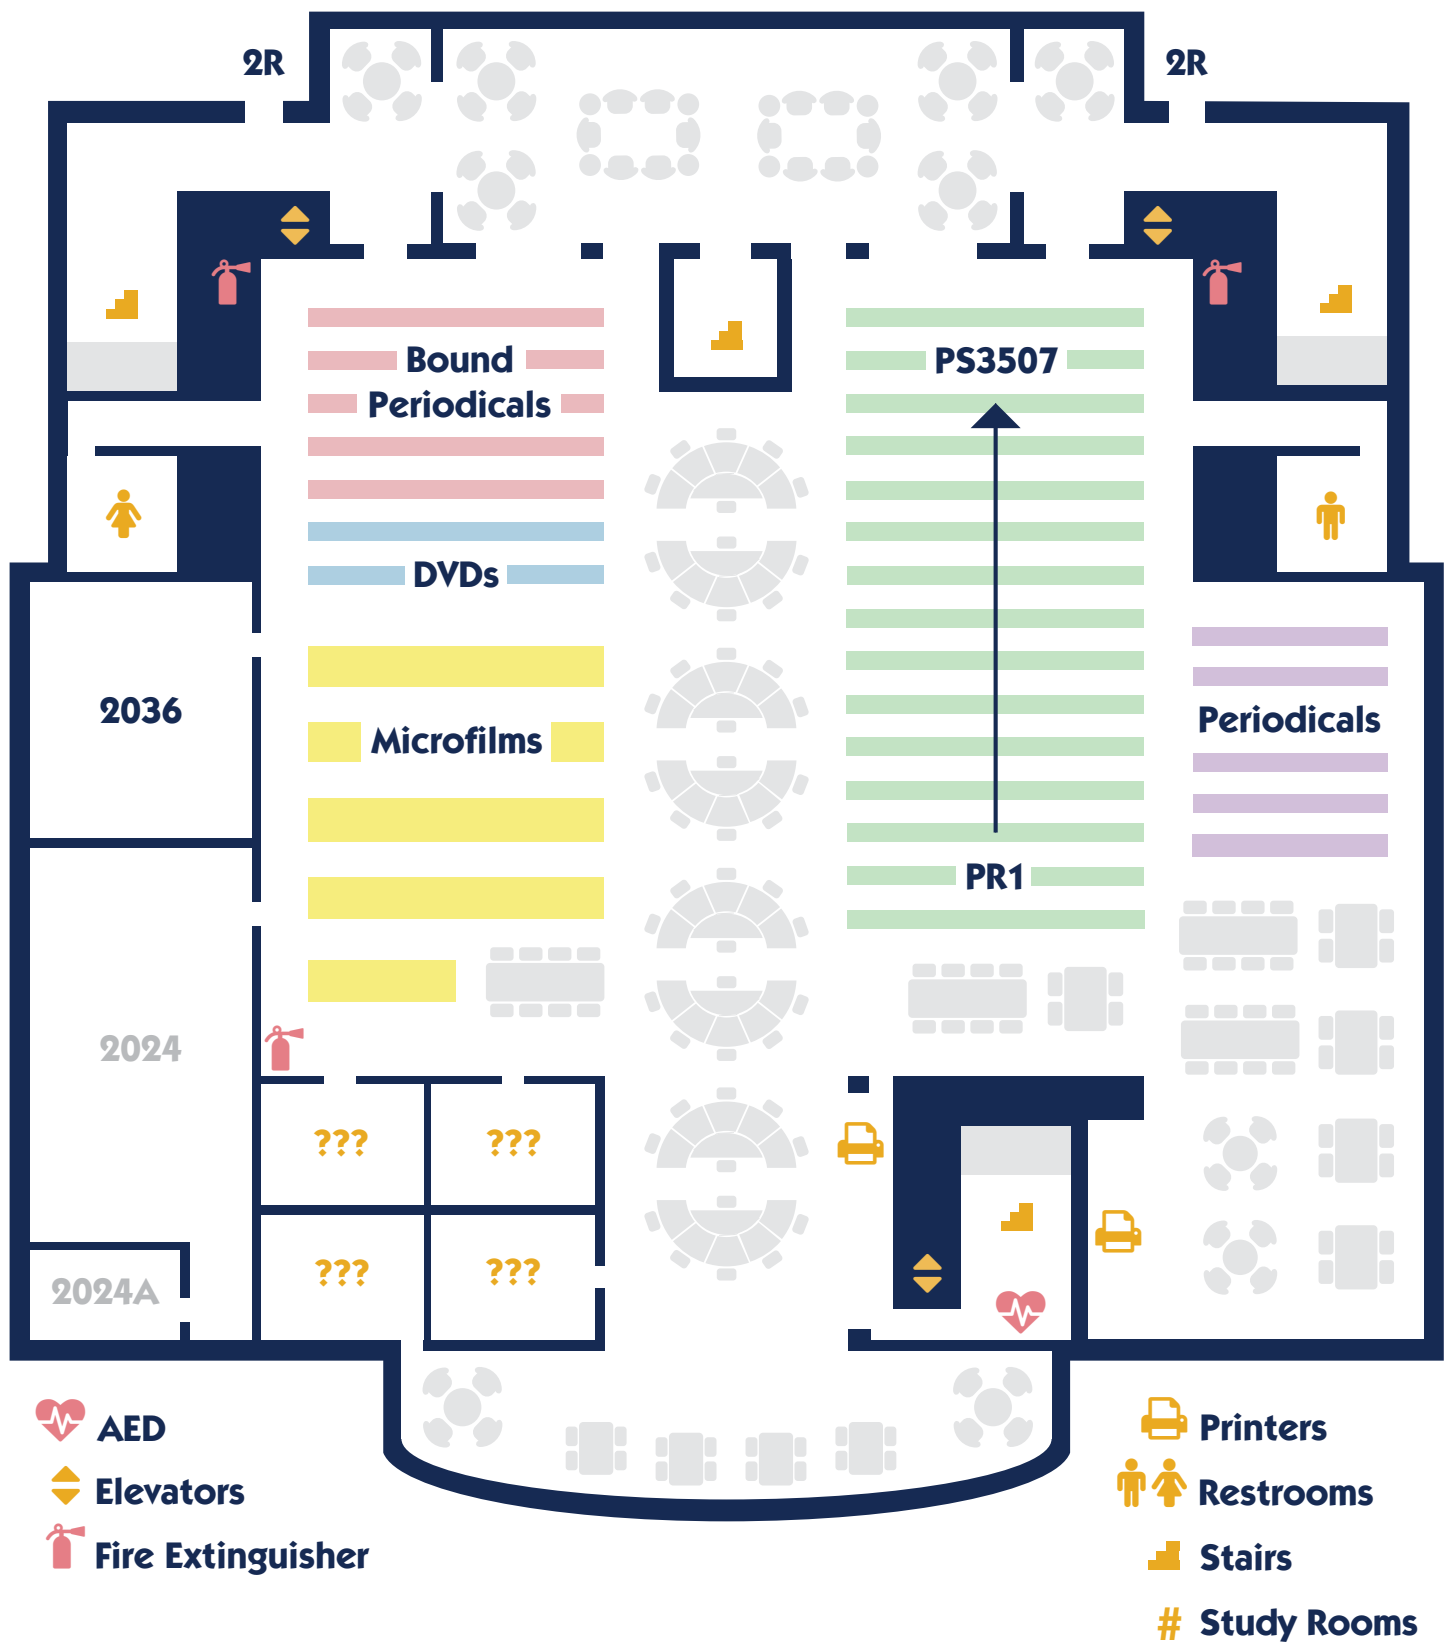 2R
2R
Bound
Periodicals
PS3507
DVDs
2036
Microfilms
Periodicals
PR1
2024
???
???
2024A
???
???
AED
Elevators
Fire Extinguisher
Printers
Restrooms
Stairs
# Study Rooms